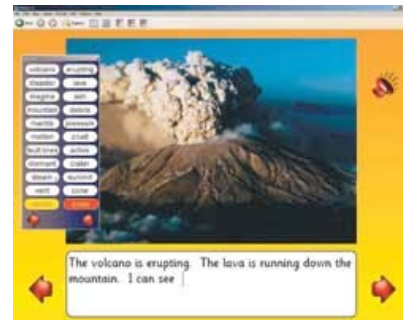 volcano erupting
disaster lava
magma ash
mountain debris
mantle pressure
molten crust
fault lines active
dormant crater
steam summit
vent cone
The volcano is erupting. The lava is running down the
mountain. I can see